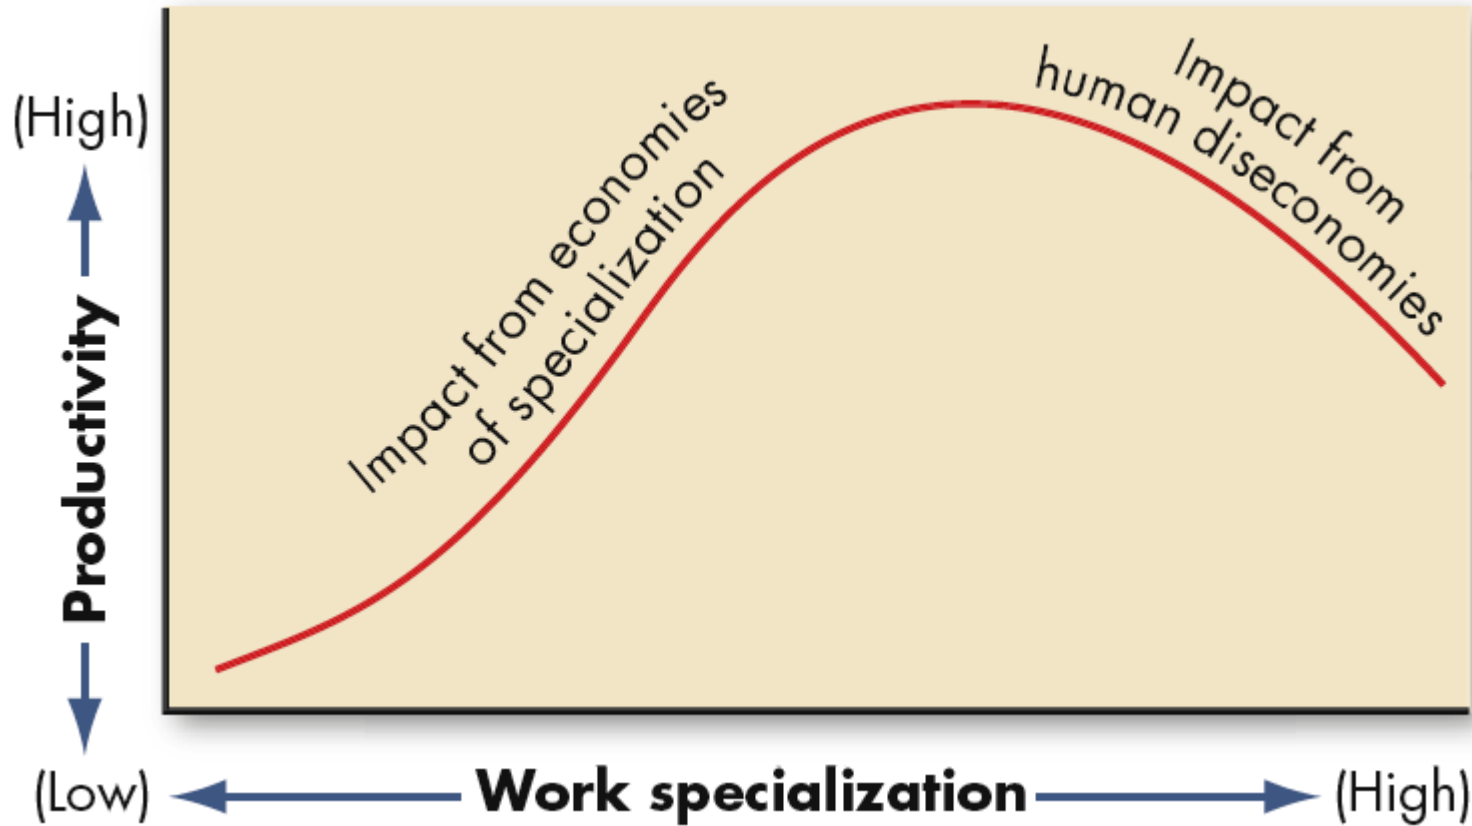 (High)
Productivity
(Low)
Impact from economies
of specialization
Impact from
human diseconomies
Work specialization
(High)